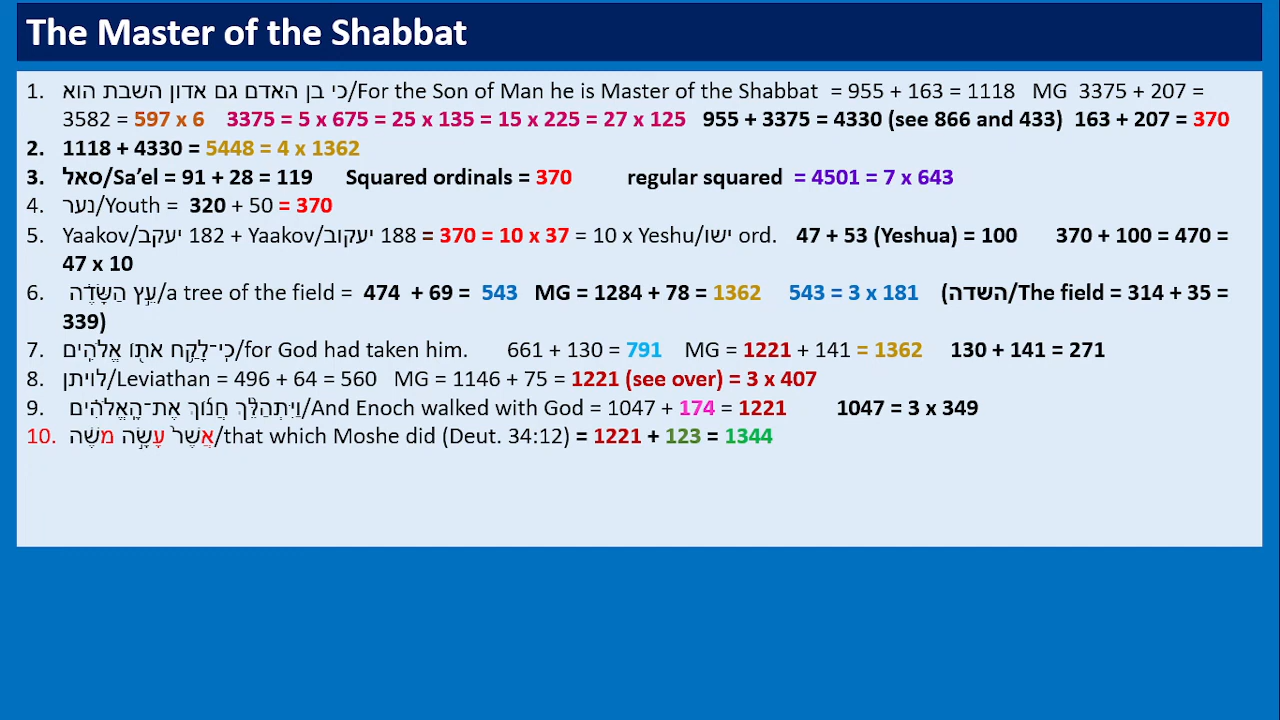 The Master of the Shabbat
1. כי בן האדם גם אדון השבת הוא/For the Son of Man he is Master of the Shabbat = 955 + 163 = 1118 MG 3375 + 207 =
3582 = 597 x 6 3375 = 5 x 675 = 25 x 135 = 15 x 225 = 27 x 125 955 + 3375 = 4330 (see 866 and 433) 163 + 207 = 370
2. 1118 + 4330 = 5448 = 4 x 1362
3. סאל/Sa’el = 91 + 28 = 119 Squared ordinals = 370 regular squared = 4501 = 7 x 643
4. נער/Youth = 320 + 50 = 370
5. Yaakov/יעקב 182 + Yaakov/יעקוב 188 = 370 = 10 x 37 = 10 x Yeshu/ישו ord. 47 + 53 (Yeshua) = 100 370 + 100 = 470 =
47 x 10
6. עֵ֣ץ הַשָּׂדֶ֗ה/a tree of the field = 474 + 69 = 543 MG = 1284 + 78 = 1362 543 = 3 x 181 (השדה/The field = 314 + 35 =
339)
7. כִּֽי־לָקַ֥ח אֹת֖וֹ אֱלֹהִֽים/for God had taken him. 661 + 130 = 791 MG = 1221 + 141 = 1362 130 + 141 = 271
8. לויתן/Leviathan = 496 + 64 = 560 MG = 1146 + 75 = 1221 (see over) = 3 x 407
9. וַיִּתְהַלֵּ֨ךְ חֲנ֜וֹךְ אֶת־הָֽאֱלֹהִ֗ים/And Enoch walked with God = 1047 + 174 = 1221 1047 = 3 x 349
10. אֲשֶׁר֙ עָשָׂ֣ה מֹשֶׁ֔ה/that which Moshe did (Deut. 34:12) = 1221 + 123 = 1344